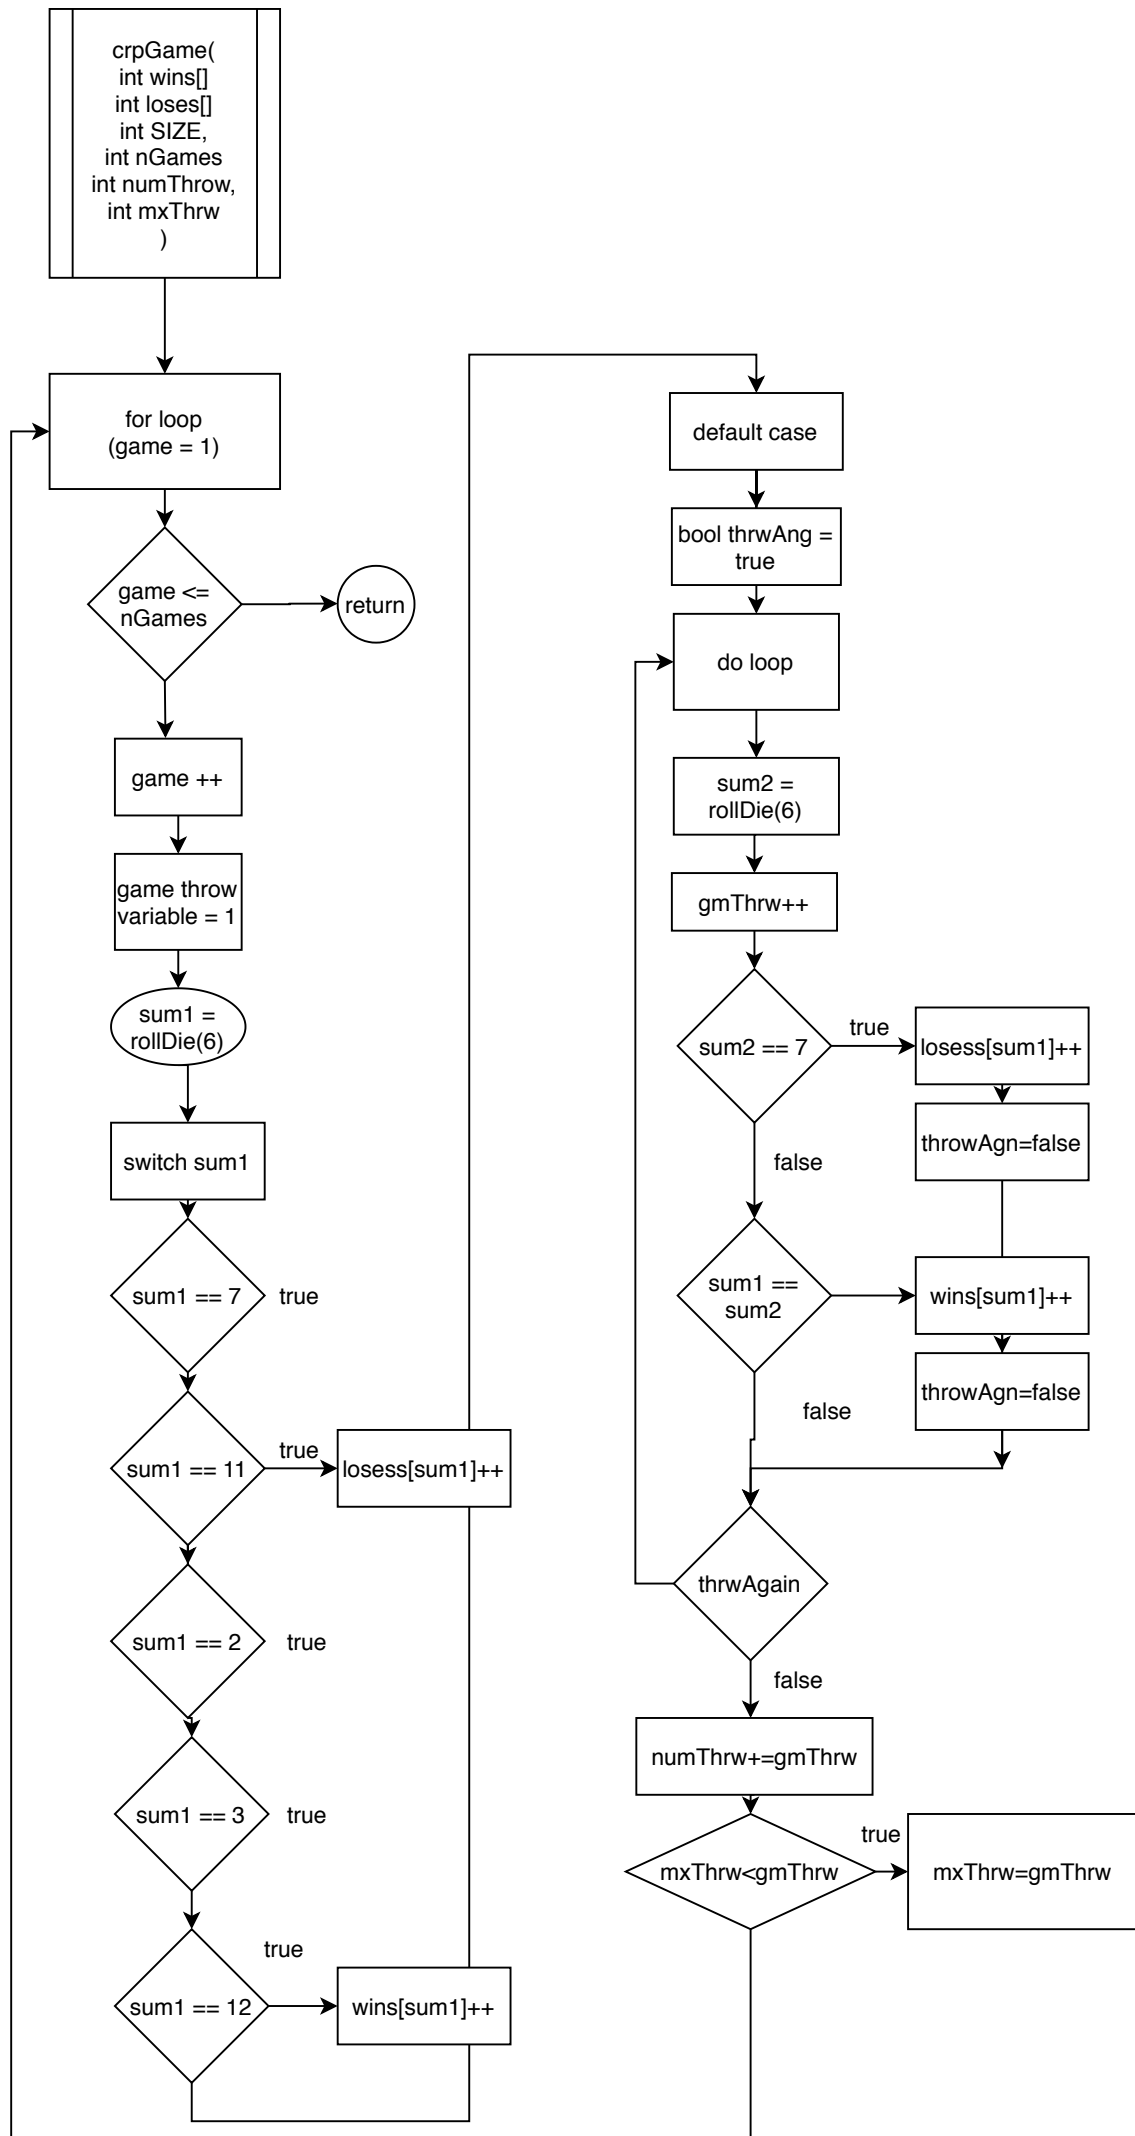 crpGame(
int wins[]
int loses[]
int SIZE,
int nGames
int numThrow,
int mxThrw
)
for loop
(game = 1)
game <=
nGames
return
game ++
game throw
variable = 1
sum1 =
rollDie(6)
switch sum1
sum1 == 7
true
sum1 == 11
true
losess[sum1]++
sum1 == 2
true
sum1 == 3
true
sum1 == 12
true
wins[sum1]++
default case
bool thrwAng =
true
do loop
sum2 =
rollDie(6)
gmThrw++
sum2 == 7
true
losess[sum1]++
throwAgn=false
false
sum1 ==
sum2
wins[sum1]++
throwAgn=false
false
thrwAgain
false
numThrw+=gmThrw
mxThrw<gmThrw
true
mxThrw=gmThrw